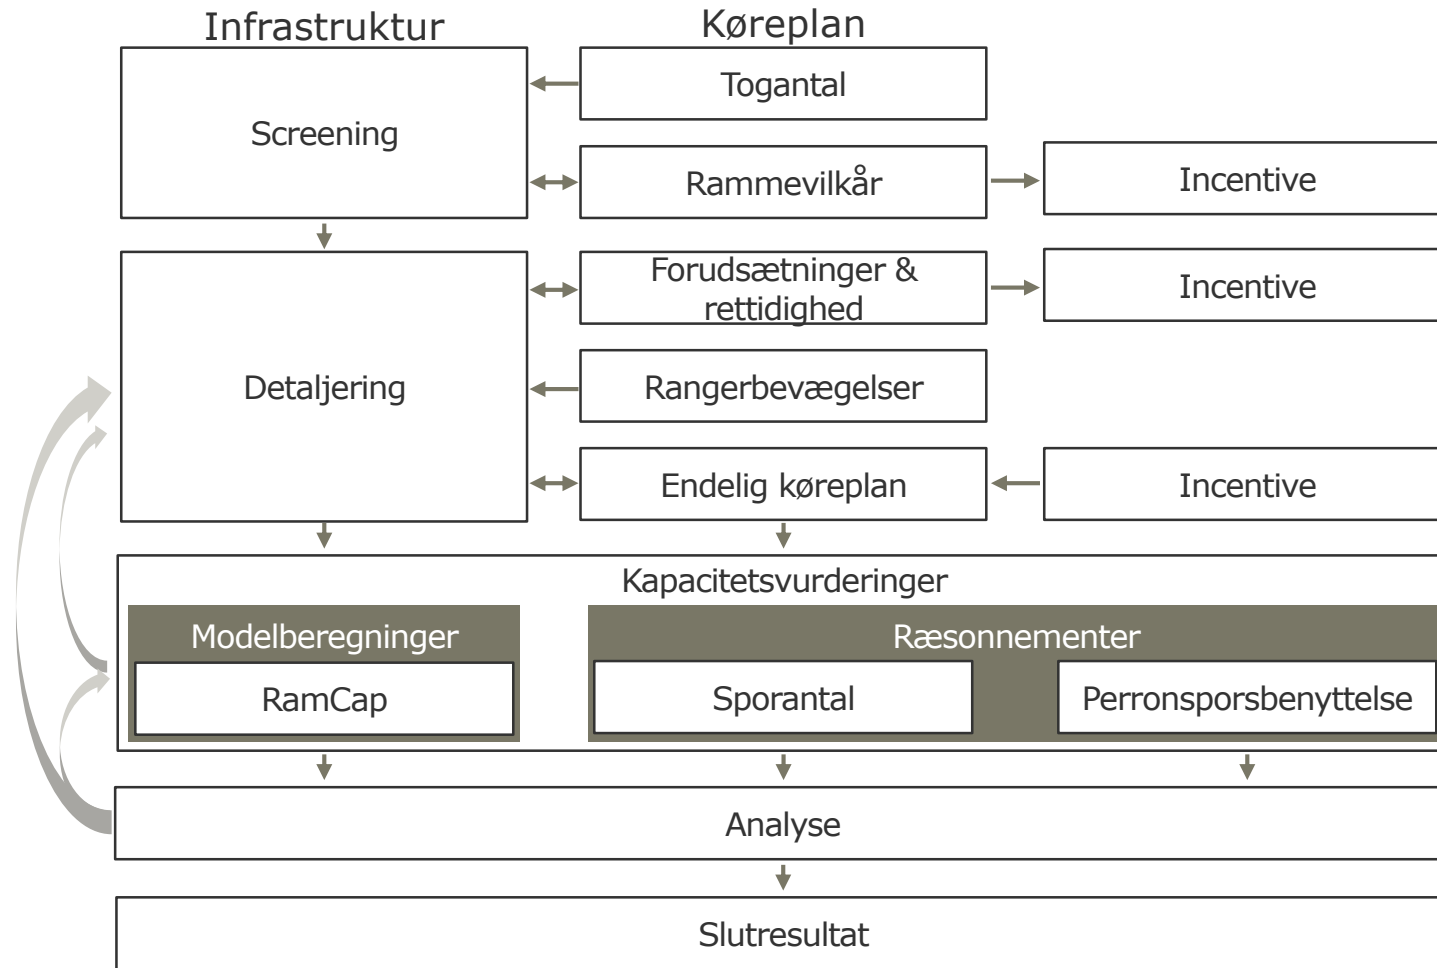 Infrastruktur
Køreplan
Togantal
Screening
Rammevilkår
Incentive
Forudsætninger &
rettidighed
Incentive
Detaljering
Rangerbevægelser
Endelig køreplan
Incentive
Kapacitetsvurderinger
Modelberegninger
Ræsonnementer
RamCap
Sporantal
Perronsporsbenyttelse
Analyse
Slutresultat